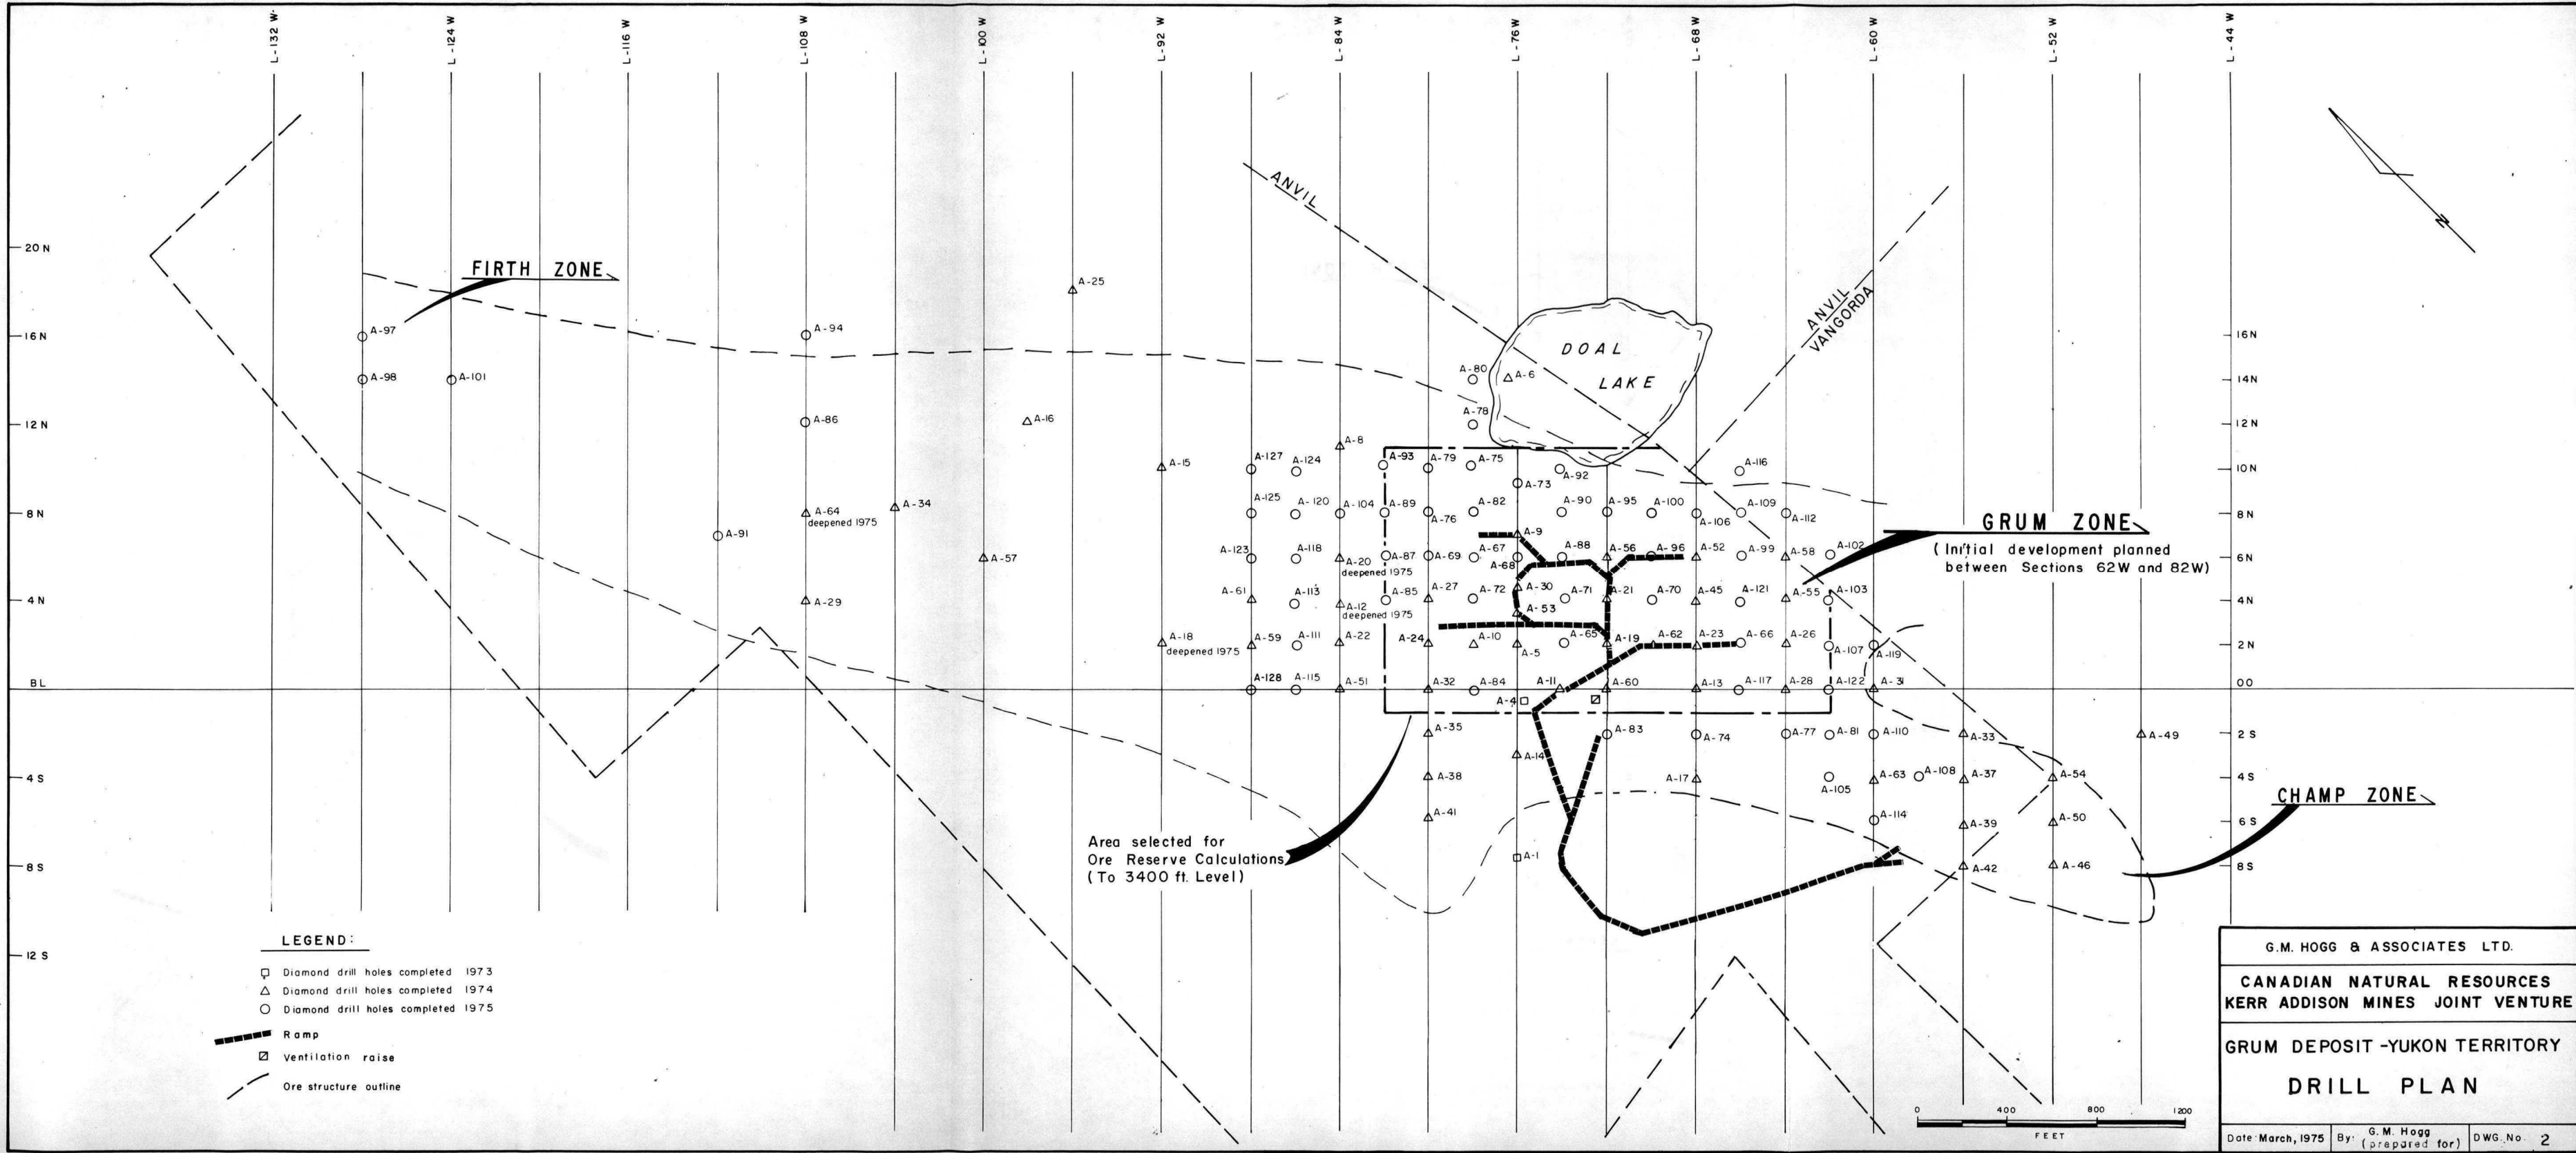 L-132 W
L-124 W
L-116 W
L-108 W
L-100 W
L-92 W
L-84 W
L-76 W
L-68 W
L-60 W
L-52 W
L-44 W
20 N
16 N
12 N
8 N
4 N
BL
4 S
8 S
12 S
16 N
14 N
12 N
10 N
8 N
6 N
4 N
2 N
00
2 S
4 S
6 S
8 S
ANVIL
ANVIL
VANGORDA
N
DOAL
LAKE
FIRTH ZONE
GRUM ZONE
(Initial development planned
between Sections 62W and 82W)
CHAMP ZONE
Area selected for
Ore Reserve Calculations
(To 3400 ft. Level)
A-25
A-97
A-94
A-98
A-101
A-80
A-6
A-86
A-16
A-78
A-8
A-15
A-127
A-124
A-93
A-79
A-75
A-92
A-73
A-116
A-64
deepened 1975
A-34
A-125
A-120
A-104
A-89
A-76
A-82
A-90
A-95
A-100
A-106
A-109
A-112
A-91
A-57
A-9
A-123
A-118
A-20
deepened 1975
A-87
A-69
A-67
A-68
A-88
A-56
A-96
A-52
A-99
A-58
A-102
A-29
A-61
A-113
A-12
deepened 1975
A-85
A-27
A-72
A-30
A-53
A-71
A-21
A-70
A-45
A-121
A-55
A-103
A-18
deepened 1975
A-59
A-111
A-22
A-24
A-10
A-5
A-65
A-19
A-62
A-23
A-66
A-26
A-107
A-119
A-128
A-115
A-51
A-32
A-84
A-11
A-60
A-13
A-117
A-28
A-122
A-31
A-4
A-35
A-14
A-83
A-74
A-77
A-81
A-110
A-33
A-49
A-38
A-17
A-105
A-63
A-108
A-37
A-54
A-41
A-114
A-39
A-50
A-1
A-42
A-46
LEGEND:
Diamond drill holes completed 1973
Diamond drill holes completed 1974
Diamond drill holes completed 1975
Ramp
Ventilation raise
Ore structure outline
0 400 800 1200
FEET
G.M. HOGG & ASSOCIATES LTD.
CANADIAN NATURAL RESOURCES
KERR ADDISON MINES JOINT VENTURE
GRUM DEPOSIT - YUKON TERRITORY
DRILL PLAN
Date: March, 1975 By: G.M. Hogg (prepared for) DWG. No. 2